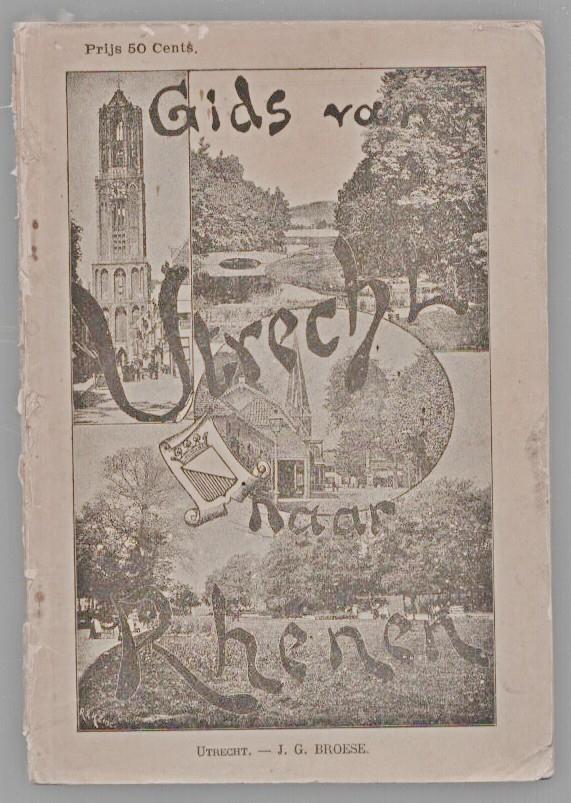 Prijs 50 Cents.
Gids van
Utrecht
naar
Rhenen
UTRECHT. — J. G. BROESE.